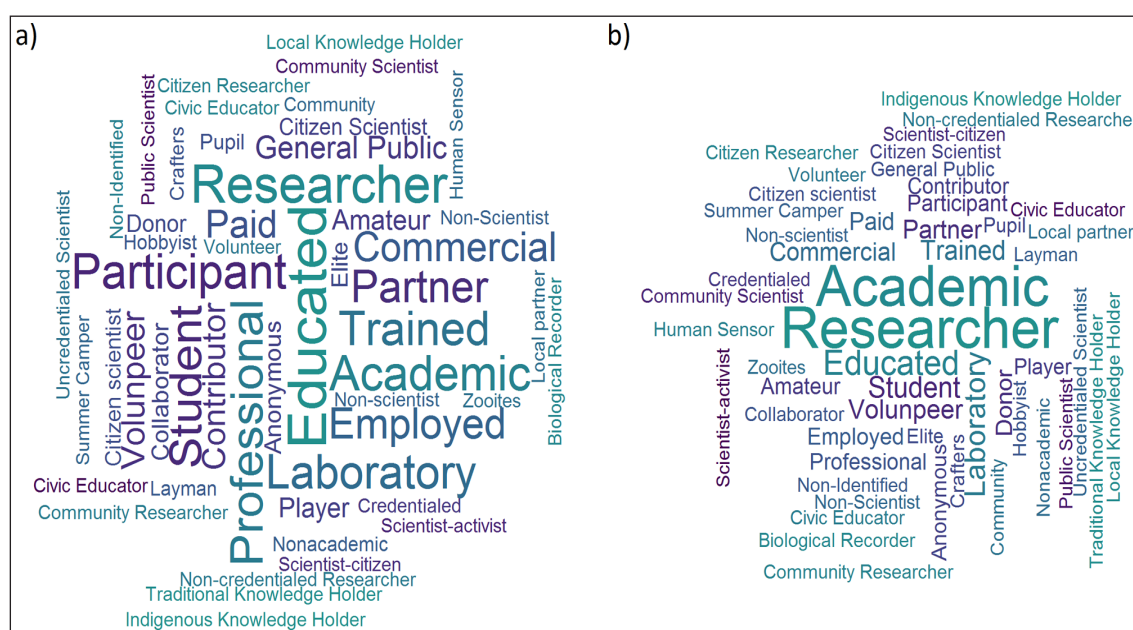 a)
Local Knowledge Holder
Community Scientist
Citizen Researcher
Civic Educator
Community
Public Scientist
Human Sensor
Non-Identified
Crafters
Pupil
Citizen Scientist
General Public
Researcher
Uncredentialed Scientist
Donor
Paid
Amateur
Non-Scientist
Hobbyist
Volunteer
Educated
Elite
Commercial
Participant
Partner
Local partner
Biological Recorder
Summer Camper
Citizen scientist
Volunpeer
Collaborator
Student
Contributor
Professional
Anonymous
Trained
Academic
Non-scientist
Zooites
Employed
Laboratory
Civic Educator
Layman
Community Researcher
Player
Credentialed
Scientist-activist
Nonacademic
Scientist-citizen
Non-credentialed Researcher
Traditional Knowledge Holder
Indigenous Knowledge Holder
b)
Indigenous Knowledge Holder
Non-credentialed Researche
Scientist-citizen
Citizen Researcher
Citizen Scientist
Volunteer
General Public
Citizen scientist
Contributor
Summer Camper
Paid
Participant
Civic Educator
Non-scientist
Partner
Pupil
Local partner
Commercial
Trained
Layman
Credentialed
Academic
Community Scientist
Human Sensor
Researcher
Scientist-activist
Zooites
Educated
Laboratory
Player
Amateur
Student
Donor
Hobbyist
Collaborator
Volunpeer
Nonacademic
Public Scientist
Uncredentialed Scientist
Traditional Knowledge Holder
Local Knowledge Holder
Employed
Elite
Professional
Anonymous
Crafters
Community
Non-Identified
Non-Scientist
Civic Educator
Biological Recorder
Community Researcher